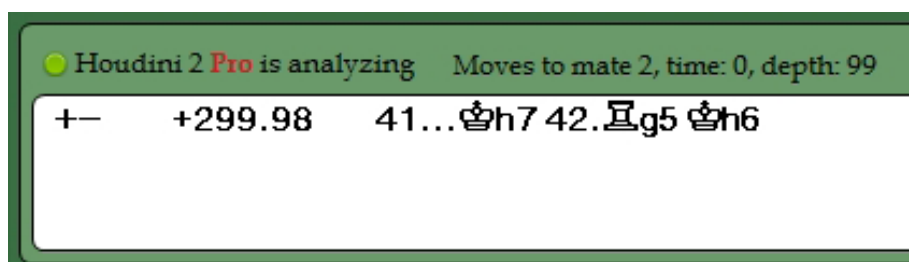 Houdini 2 Pro is analyzing Moves to mate 2, time: 0, depth: 99
+− +299.98 41...♔h7 42.♖g5 ♔h6